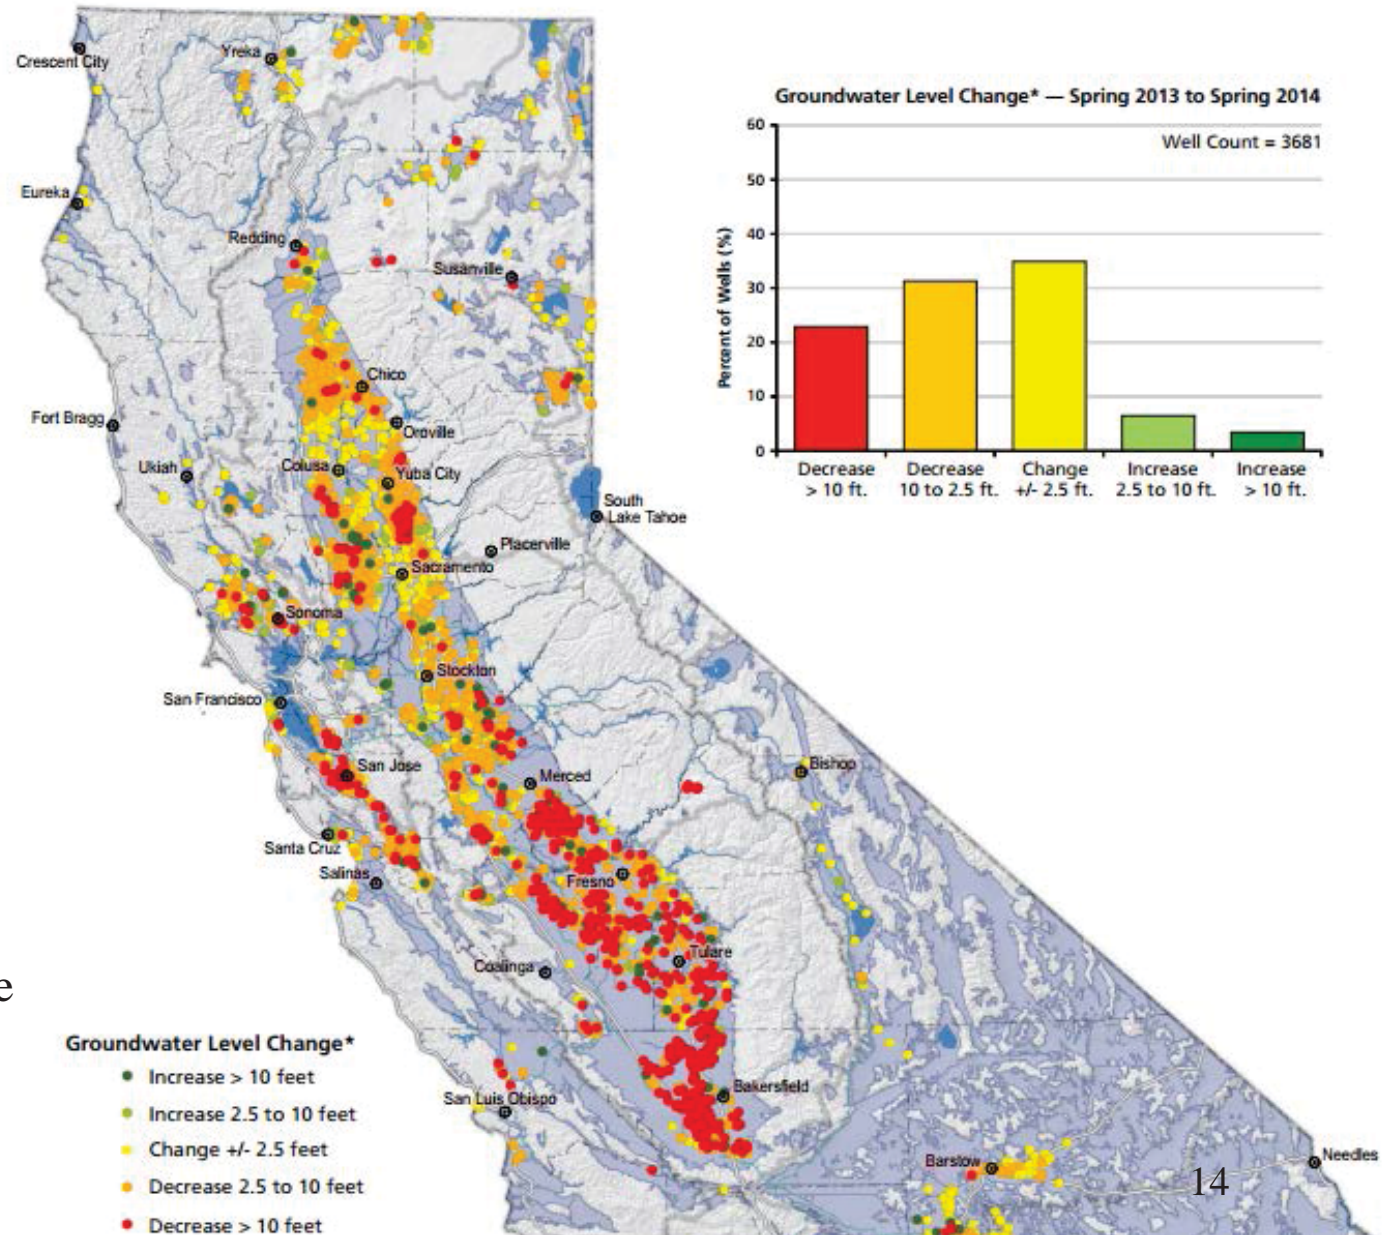 Crescent City
Yreka
Eureka
Redding
Susanville
Chico
Fort Bragg
Oroville
Ukiah
Colusa
Yuba City
South
Lake Tahoe
Placerville
Sacramento
Sonoma
Stockton
San Francisco
San Jose
Merced
Bishop
Santa Cruz
Salinas
Fresno
Tulare
Coalinga
Bakersfield
San Luis Obispo
Barstow
Needles
Groundwater Level Change* — Spring 2013 to Spring 2014
Well Count = 3681
Percent of Wells (%)
60
50
40
30
20
10
0
Decrease
> 10 ft.
Decrease
10 to 2.5 ft.
Change
+/- 2.5 ft.
Increase
2.5 to 10 ft.
Increase
> 10 ft.
e
Groundwater Level Change*
Increase > 10 feet
Increase 2.5 to 10 feet
Change +/- 2.5 feet
Decrease 2.5 to 10 feet
Decrease > 10 feet
14